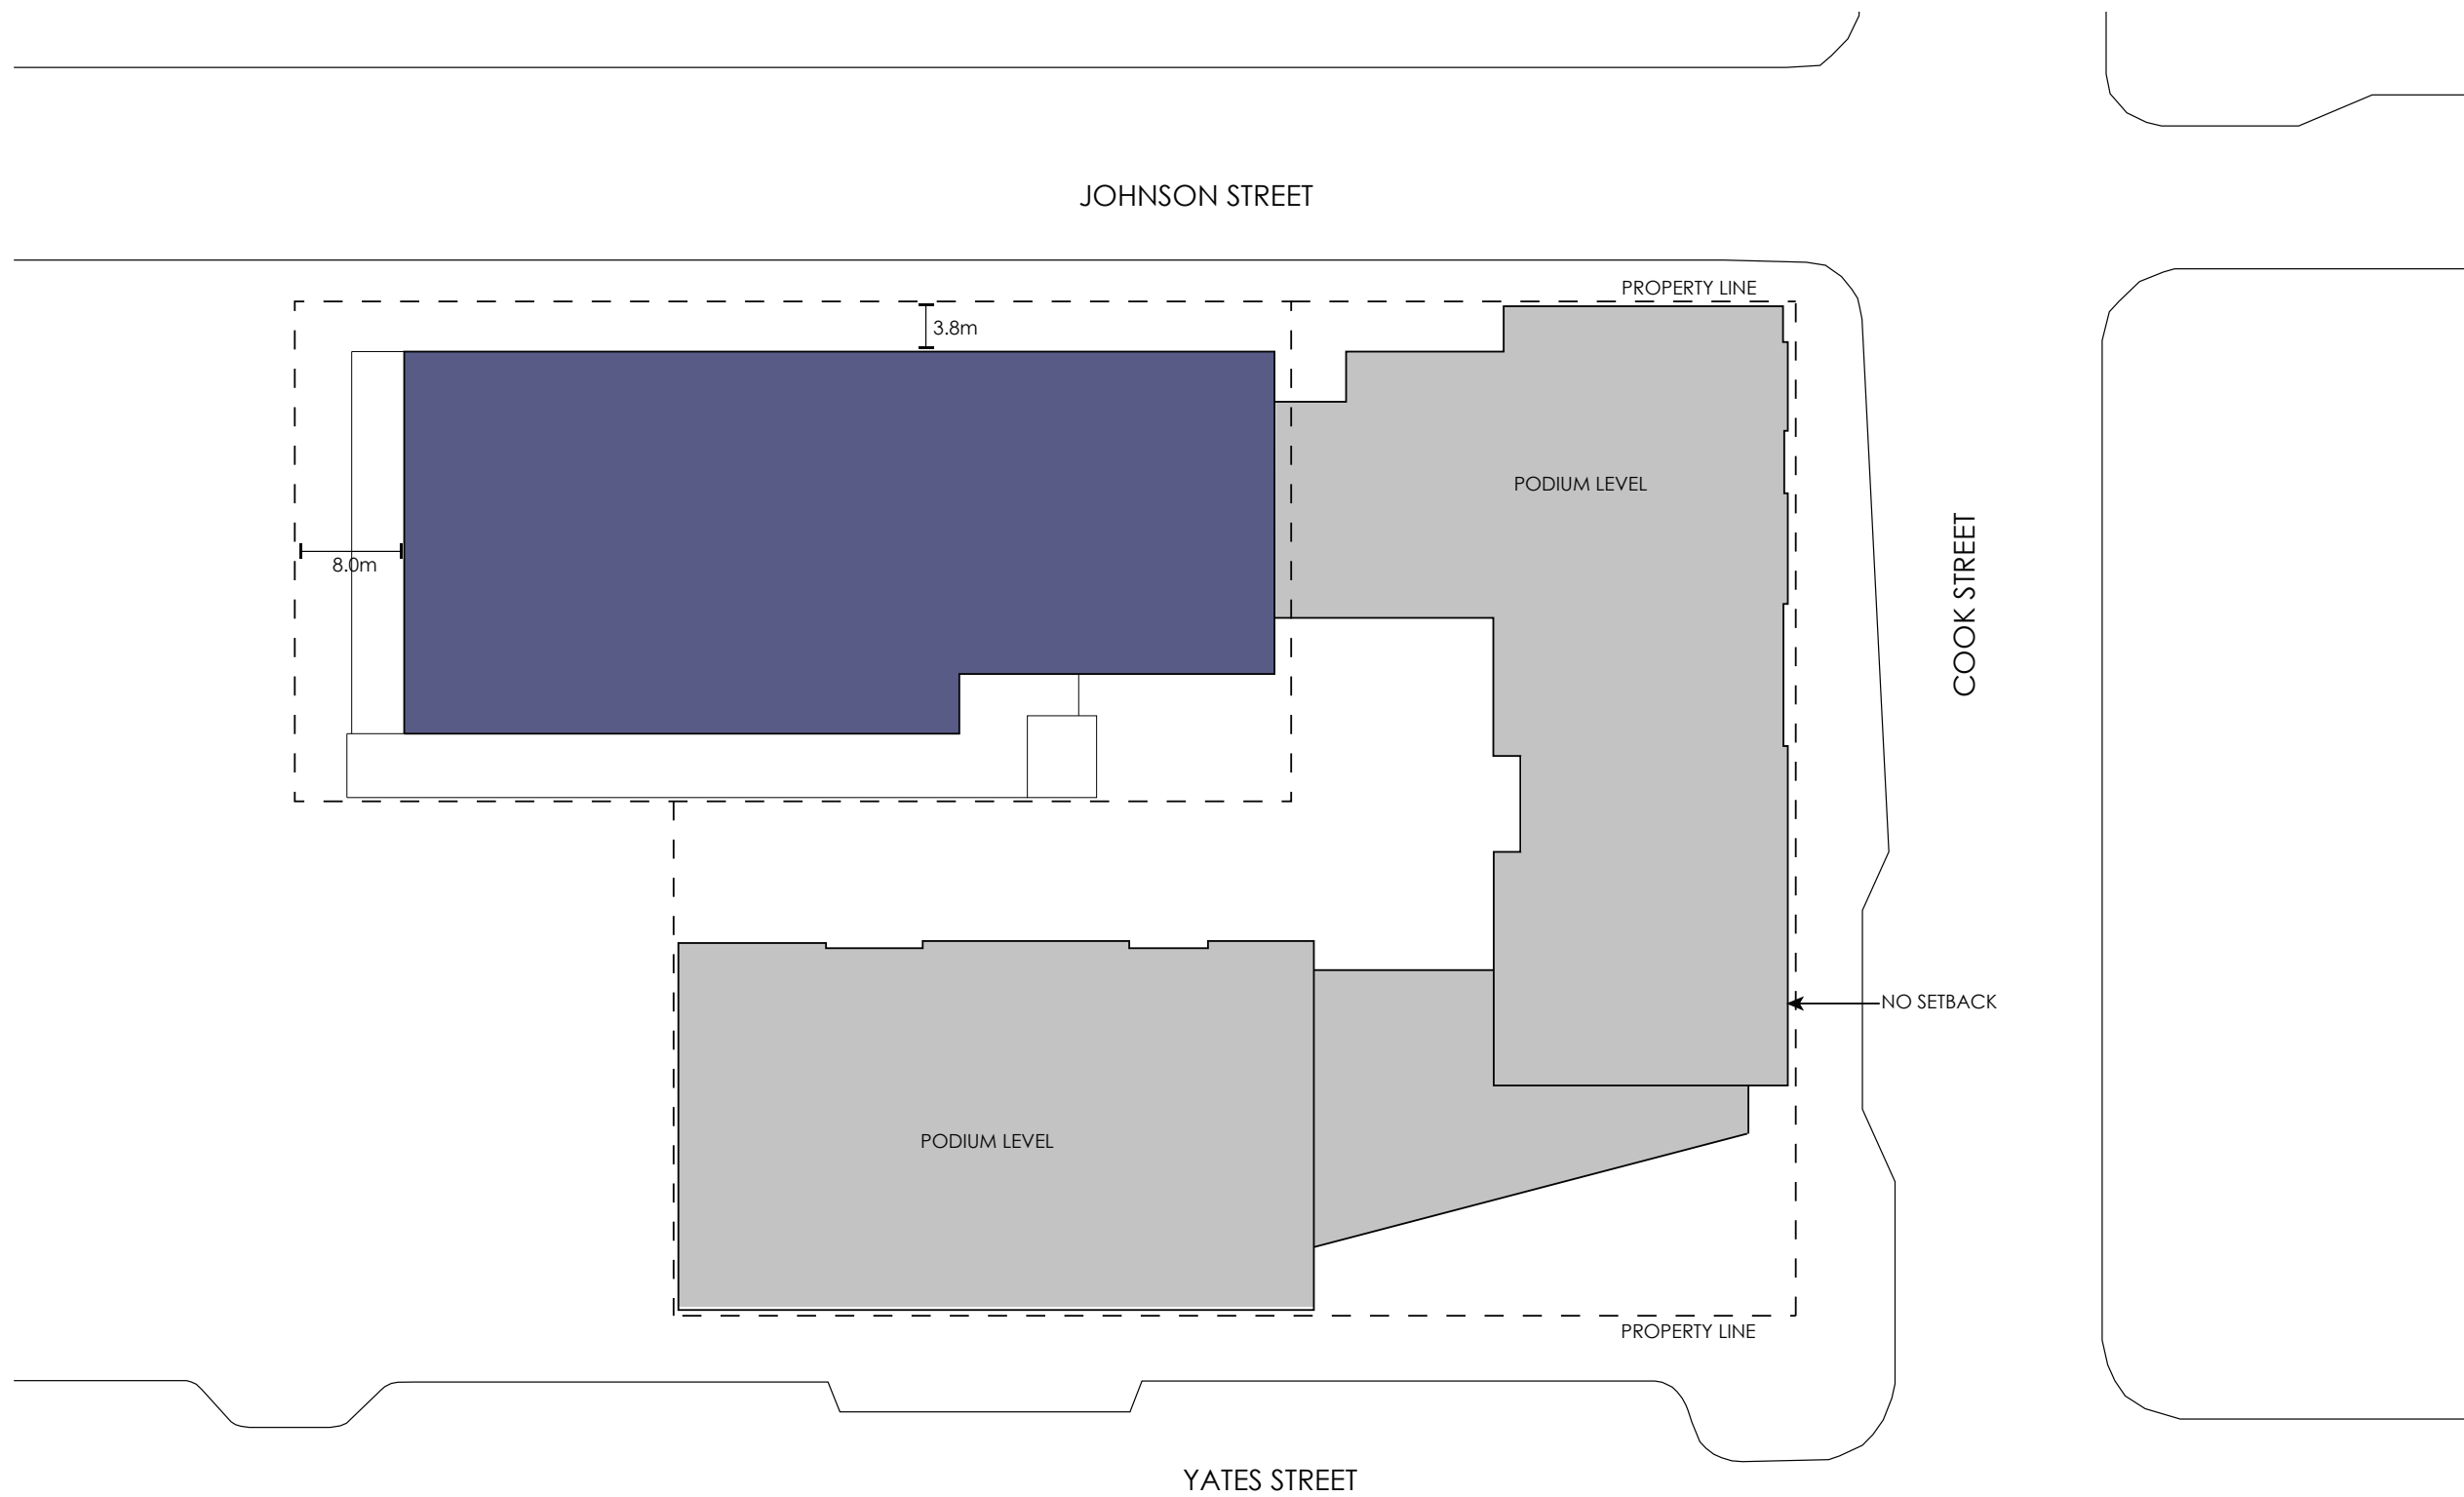 JOHNSON STREET
PROPERTY LINE
3.8m
PODIUM LEVEL
8.0m
COOK STREET
NO SETBACK
PODIUM LEVEL
PROPERTY LINE
YATES STREET